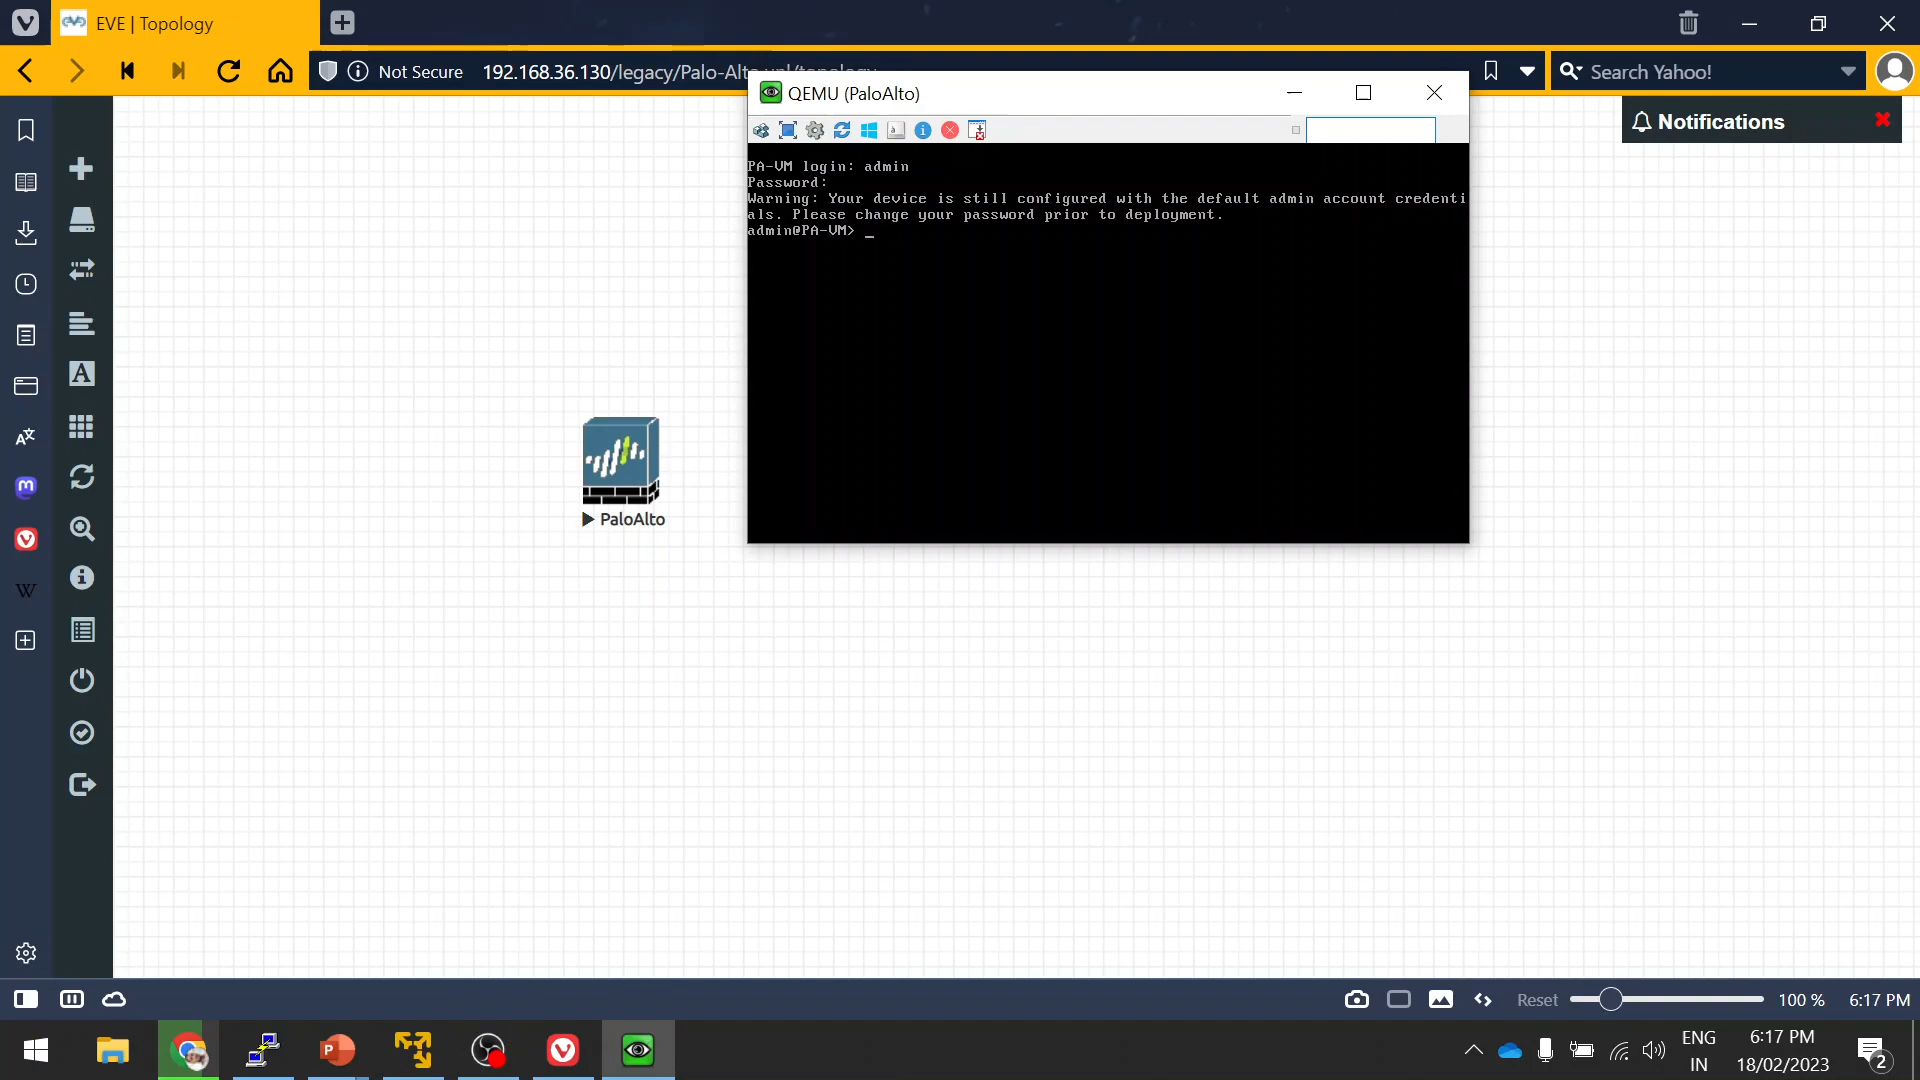 EVE | Topology
Not Secure 192.168.36.130/legacy/Palo-Alto.unl/topology
Search Yahoo!
QEMU (PaloAlto)
Notifications
PA-VM login: admin
Password:
Warning: Your device is still configured with the default admin account credenti
als. Please change your password prior to deployment.
admin@PA-VM> _
PaloAlto
Reset 100 % 6:17 PM
ENG
IN
6:17 PM
18/02/2023
2